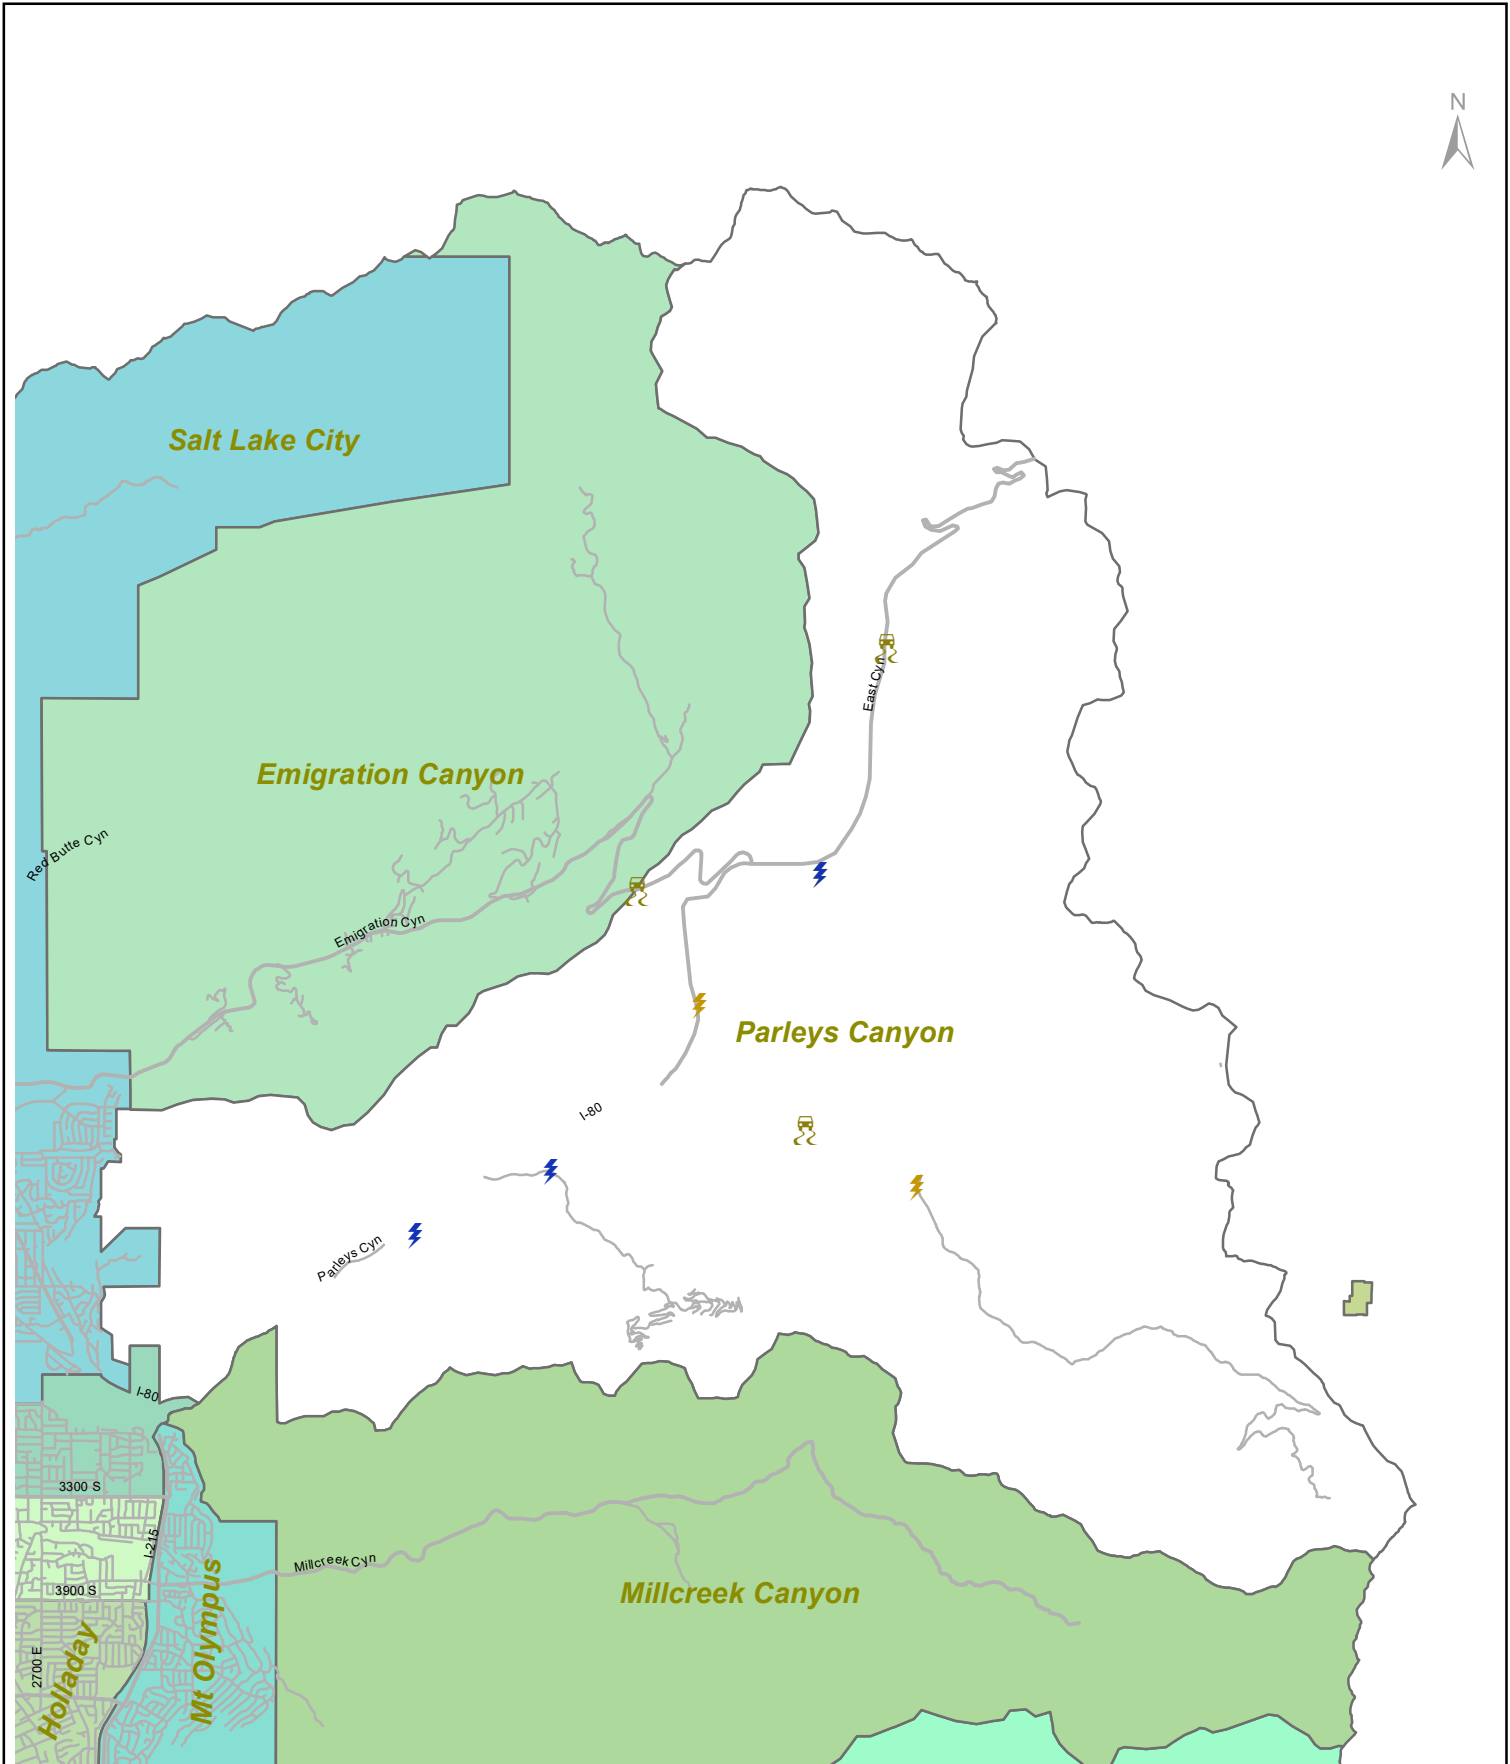 N
Salt Lake City
East Cyn
Emigration Canyon
Red Butte Cyn
Emigration Cyn
Parleys Canyon
I-80
Parleys Cyn
I-80
3300 S
I-215
Millcreek Cyn
3900 S
Millcreek Canyon
Mt Olympus
Holladay
2700 E